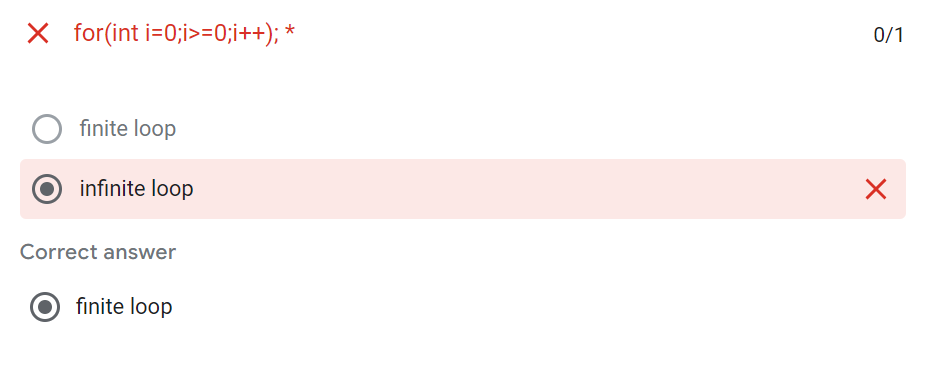 for(int i=0;i>=0;i++); *
0/1
finite loop
infinite loop
Correct answer
finite loop